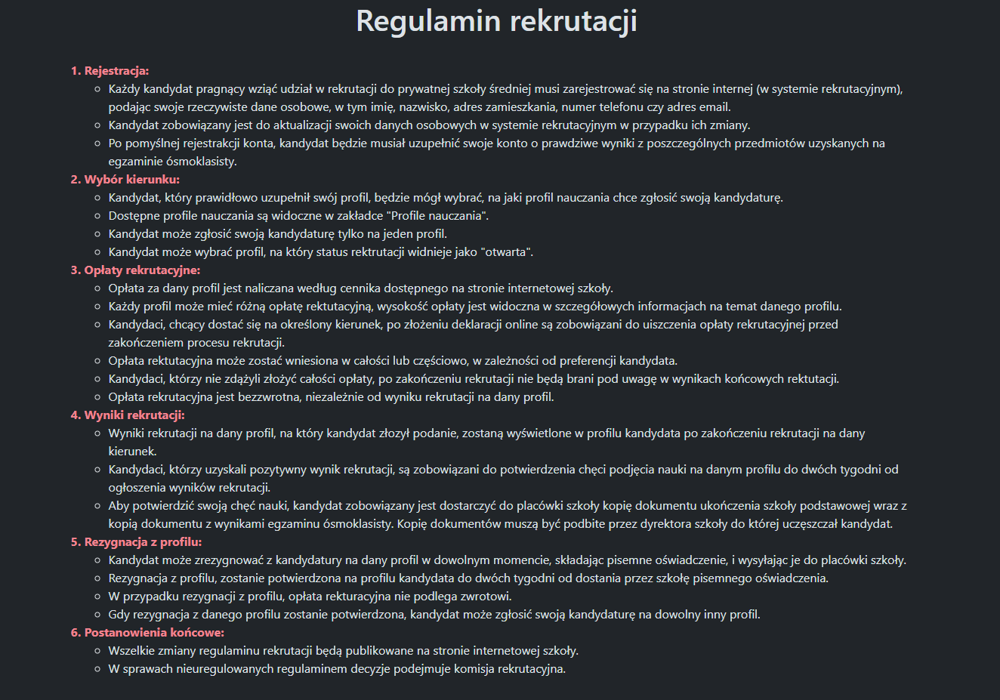 Regulamin rekrutacji
1. Rejestracja:
○ Każdy kandydat pragnący wziąć udział w rekrutacji do prywatnej szkoły średniej musi zarejestrować się na stronie internej (w systemie rekrutacyjnym),
podając swoje rzeczywiste dane osobowe, w tym imię, nazwisko, adres zamieszkania, numer telefonu czy adres email.
○ Kandydat zobowiązany jest do aktualizacji swoich danych osobowych w systemie rekrutacyjnym w przypadku ich zmiany.
○ Po pomyślnej rejestrakcji konta, kandydat będzie musiał uzupełnić swoje konto o prawdziwe wyniki z poszczególnych przedmiotów uzyskanych na
egzaminie ósmoklasisty.
2. Wybór kierunku:
○ Kandydat, który prawidłowo uzupełnił swój profil, będzie mógł wybrać, na jaki profil nauczania chce zgłosić swoją kandydaturę.
○ Dostępne profile nauczania są widoczne w zakładce "Profile nauczania".
○ Kandydat może zgłosić swoją kandydaturę tylko na jeden profil.
○ Kandydat może wybrać profil, na który status rektrutacji widnieje jako "otwarta".
3. Opłaty rekrutacyjne:
○ Opłata za dany profil jest naliczana według cennika dostępnego na stronie internetowej szkoły.
○ Każdy profil może mieć różną opłatę rektutacyjną, wysokość opłaty jest widoczna w szczegółowych informacjach na temat danego profilu.
○ Kandydaci, chcący dostać się na określony kierunek, po złożeniu deklaracji online są zobowiązani do uiszczenia opłaty rekrutacyjnej przed
zakończeniem procesu rekrutacji.
○ Opłata rektutacyjna może zostać wniesiona w całości lub częściowo, w zależności od preferencji kandydata.
○ Kandydaci, którzy nie zdążyli złożyć całości opłaty, po zakończeniu rekrutacji nie będą brani pod uwagę w wynikach końcowych rektutacji.
○ Opłata rekrutacyjna jest bezzwrotna, niezależnie od wyniku rekrutacji na dany profil.
4. Wyniki rekrutacji:
○ Wyniki rekrutacji na dany profil, na który kandydat złozył podanie, zostaną wyświetlone w profilu kandydata po zakończeniu rekrutacji na dany
kierunek.
○ Kandydaci, którzy uzyskali pozytywny wynik rekrutacji, są zobowiązani do potwierdzenia chęci podjęcia nauki na danym profilu do dwóch tygodni od
ogłoszenia wyników rekrutacji.
○ Aby potwierdzić swoją chęć nauki, kandydat zobowiązany jest dostarczyć do placówki szkoły kopię dokumentu ukończenia szkoły podstawowej wraz z
kopią dokumentu z wynikami egzaminu ósmoklasisty. Kopię dokumentów muszą być podbite przez dyrektora szkoły do której uczęszczał kandydat.
5. Rezygnacja z profilu:
○ Kandydat może zrezygnować z kandydatury na dany profil w dowolnym momencie, składając pisemne oświadczenie, i wysyłając je do placówki szkoły.
○ Rezygnacja z profilu, zostanie potwierdzona na profilu kandydata do dwóch tygodni od dostania przez szkołę pisemnego oświadczenia.
○ W przypadku rezygnacji z profilu, opłata rekturacyjna nie podlega zwrotowi.
○ Gdy rezygnacja z danego profilu zostanie potwierdzona, kandydat może zgłosić swoją kandydaturę na dowolny inny profil.
6. Postanowienia końcowe:
○ Wszelkie zmiany regulaminu rekrutacji będą publikowane na stronie internetowej szkoły.
○ W sprawach nieuregulowanych regulaminem decyzje podejmuje komisja rekrutacyjna.